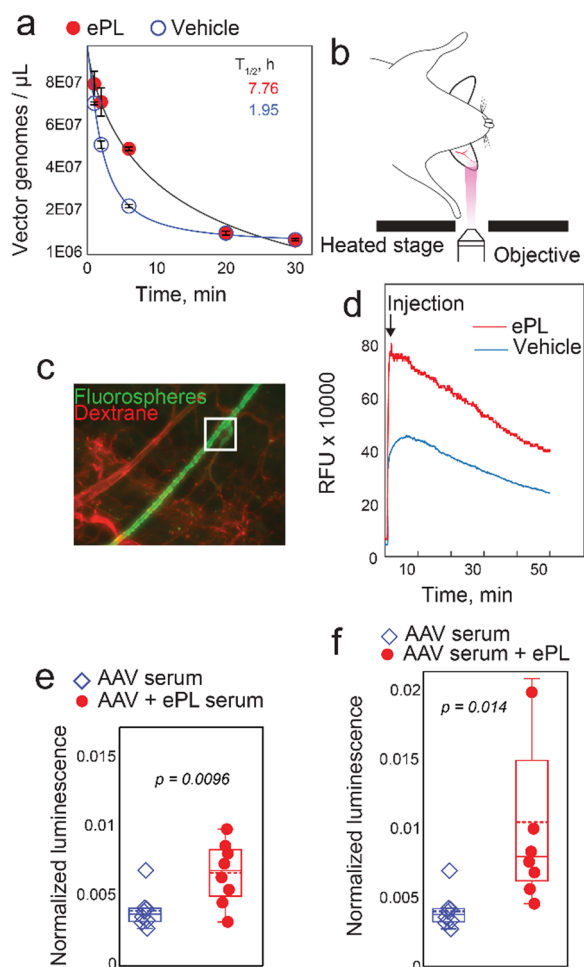 a
ePL Vehicle
Vector genomes / µL
8E07
6E07
4E07
2E07
1E06
T1/2, h
7.76
1.95
0 10 20 30
Time, min
b
Heated stage
Objective
c
Fluorospheres
Dextrane
d
Injection
ePL
Vehicle
RFU x 10000
80
60
40
20
0
10 30 50
Time, min
e
AAV serum
AAV + ePL serum
Normalized luminescence
0.015
0.01
0.005
0
p = 0.0096
f
AAV serum
AAV serum + ePL
Normalized luminescence
0.02
0.015
0.01
0.005
0
p = 0.014